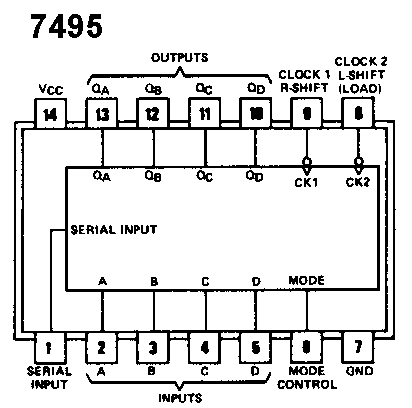 7495
OUTPUTS
CLOCK 1
R-SHIFT
CLOCK 2
L-SHIFT
(LOAD)
VCC QA QB QC QD
14 13 12 11 10 9 8
QA QB QC QD CK1 CK2
SERIAL INPUT
A B C D MODE
1 2 3 4 5 6 7
SERIAL
INPUT
A B C D
MODE
CONTROL
GND
INPUTS